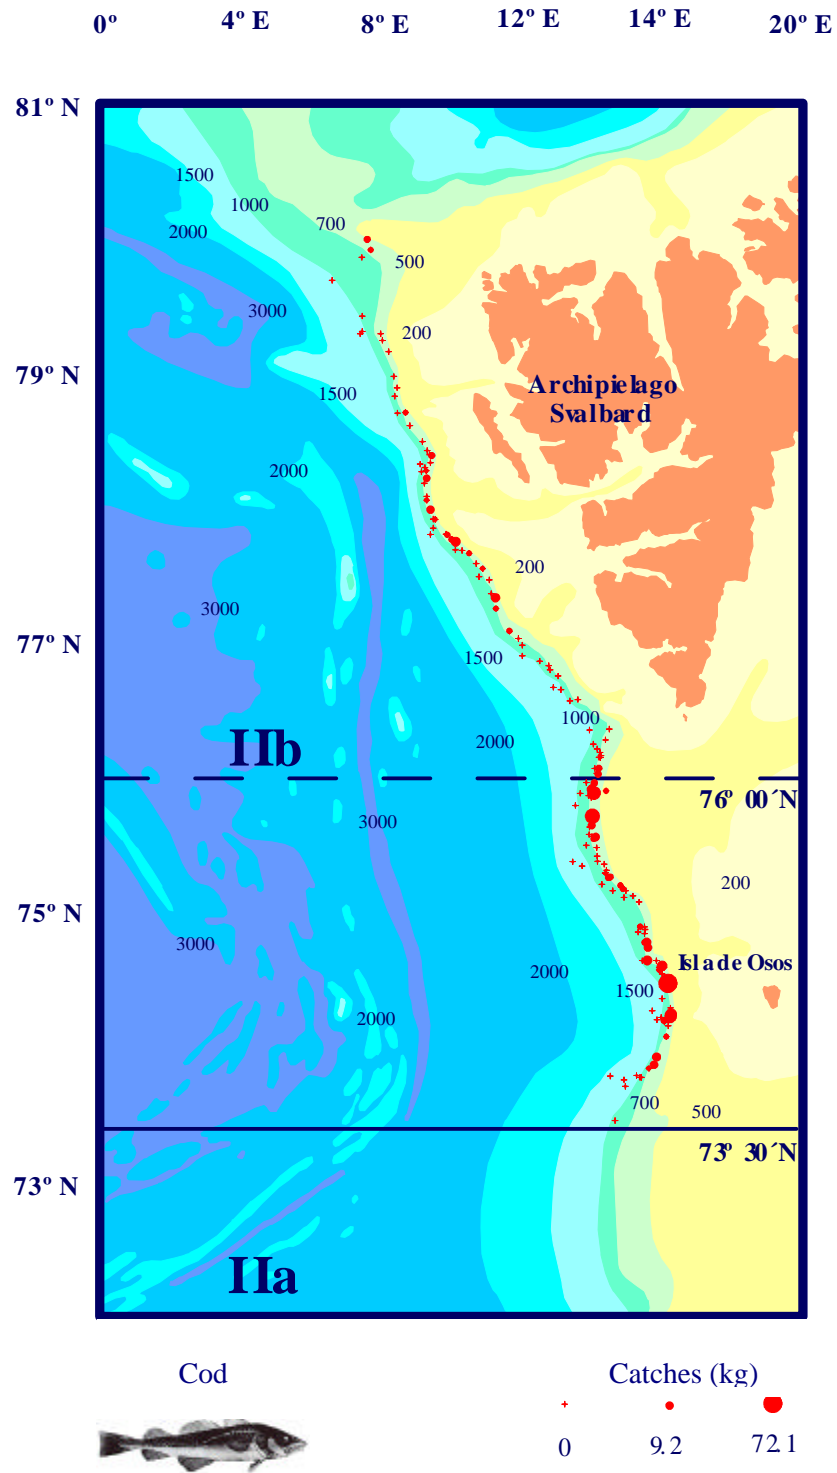 0º 4º E 8º E 12º E 14º E 20º E
81º N
1500
1000
700
2000
500
3000
200
79º N
1500
Archipielago
Svalbard
2000
200
3000
77º N
1500
1000
IIb
2000
76º 00´N
3000
200
75º N
3000
2000
Isla de Osos
1500
2000
700
500
73º 30´N
73º N
IIa
Cod
Catches (kg)
0 9.2 72.1